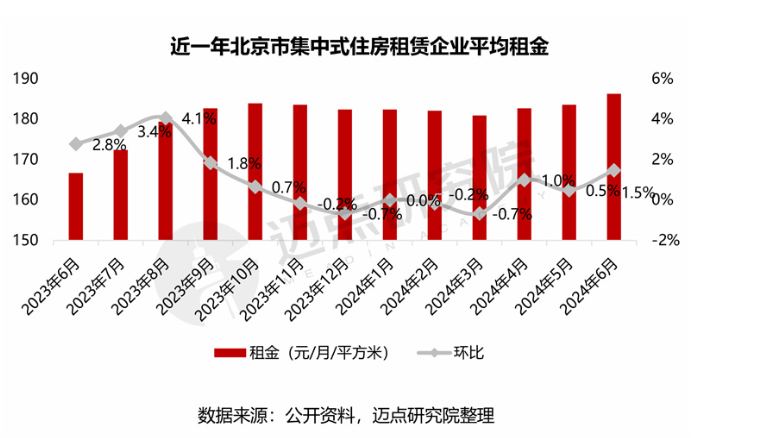 近一年北京市集中式住房租赁企业平均租金
190
180
170
160
150
6%
4%
2%
0%
-2%
2.8%
3.4%
4.1%
1.8%
0.7%
-0.2%
-0.7%
0.0%
-0.2%
-0.7%
1.0%
0.5%
1.5%
迈点研究院
MEADIN ACADEMY
2023年6月
2023年7月
2023年8月
2023年9月
2023年10月
2023年11月
2023年12月
2024年1月
2024年2月
2024年3月
2024年4月
2024年5月
2024年6月
租金（元/月/平方米） 环比
数据来源：公开资料，迈点研究院整理